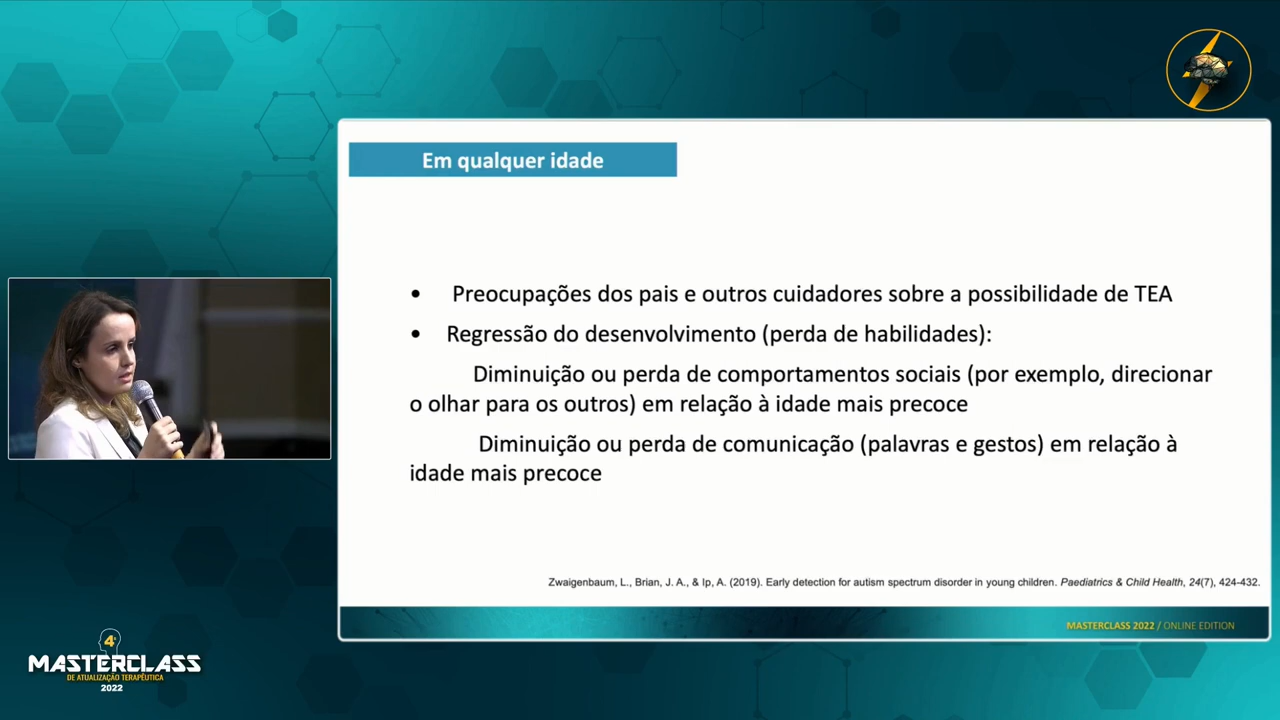 Em qualquer idade
• Preocupações dos pais e outros cuidadores sobre a possibilidade de TEA
• Regressão do desenvolvimento (perda de habilidades):
Diminuição ou perda de comportamentos sociais (por exemplo, direcionar
o olhar para os outros) em relação à idade mais precoce
Diminuição ou perda de comunicação (palavras e gestos) em relação à
idade mais precoce
Zwaigenbaum, L., Brian, J. A., & Ip, A. (2019). Early detection for autism spectrum disorder in young children. Paediatrics & Child Health, 24(7), 424-432.
MASTERCLASS 2022 / ONLINE EDITION
4ª
MASTERCLASS
DE ATUALIZAÇÃO TERAPÊUTICA
2022